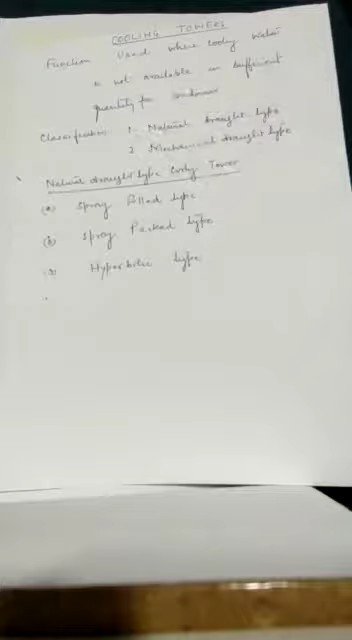 COOLING TOWERS
Function Used where cooling water
is not available in sufficient
quantity for
Classification 1. Natural draught type
2 Mechanical draught type
Natural draught type Cooling Tower
(a) Spray filled type
(b) Spray Packed type
Hyperbolic type